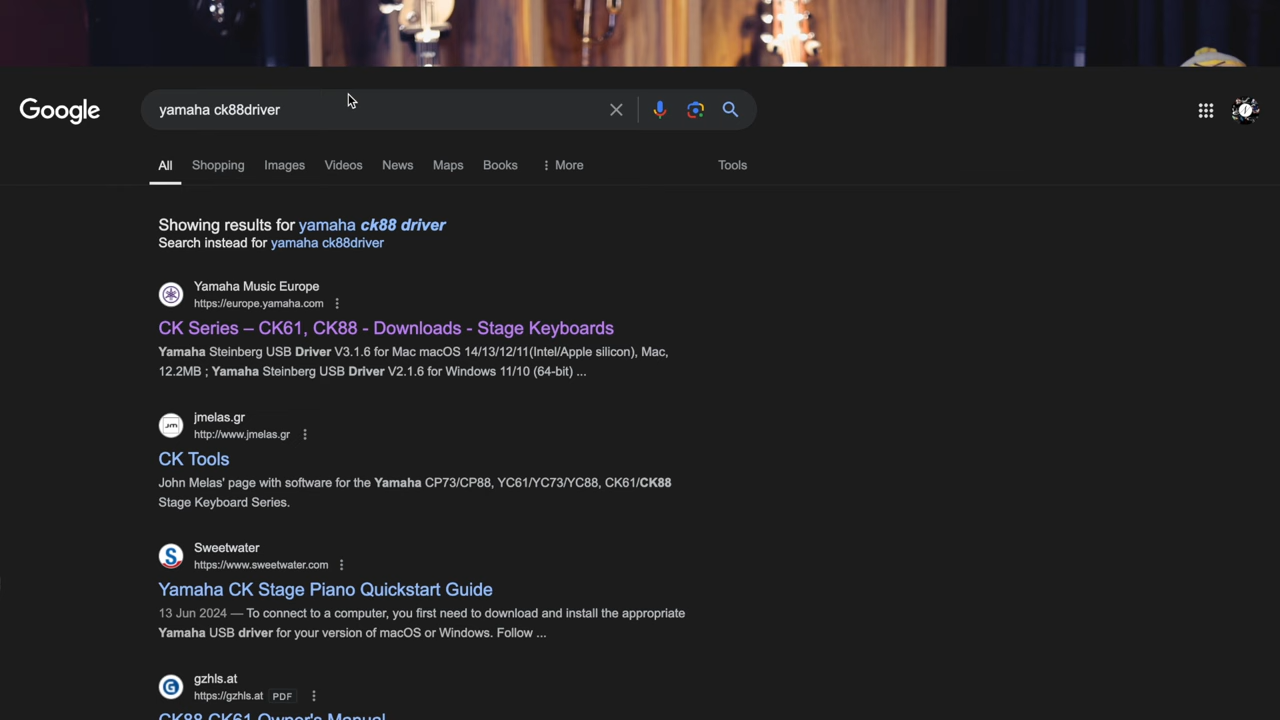 Google
yamaha ck88driver
All Shopping Images Videos News Maps Books More Tools
Showing results for yamaha ck88 driver
Search instead for yamaha ck88driver
Yamaha Music Europe
https://europe.yamaha.com
CK Series – CK61, CK88 - Downloads - Stage Keyboards
Yamaha Steinberg USB Driver V3.1.6 for Mac macOS 14/13/12/11(Intel/Apple silicon), Mac,
12.2MB ; Yamaha Steinberg USB Driver V2.1.6 for Windows 11/10 (64-bit) ...
jmelas.gr
http://www.jmelas.gr
CK Tools
John Melas' page with software for the Yamaha CP73/CP88, YC61/YC73/YC88, CK61/CK88
Stage Keyboard Series.
Sweetwater
https://www.sweetwater.com
Yamaha CK Stage Piano Quickstart Guide
13 Jun 2024 — To connect to a computer, you first need to download and install the appropriate
Yamaha USB driver for your version of macOS or Windows. Follow ...
gzhls.at
https://gzhls.at PDF
CK88 CK61 Owner's Manual